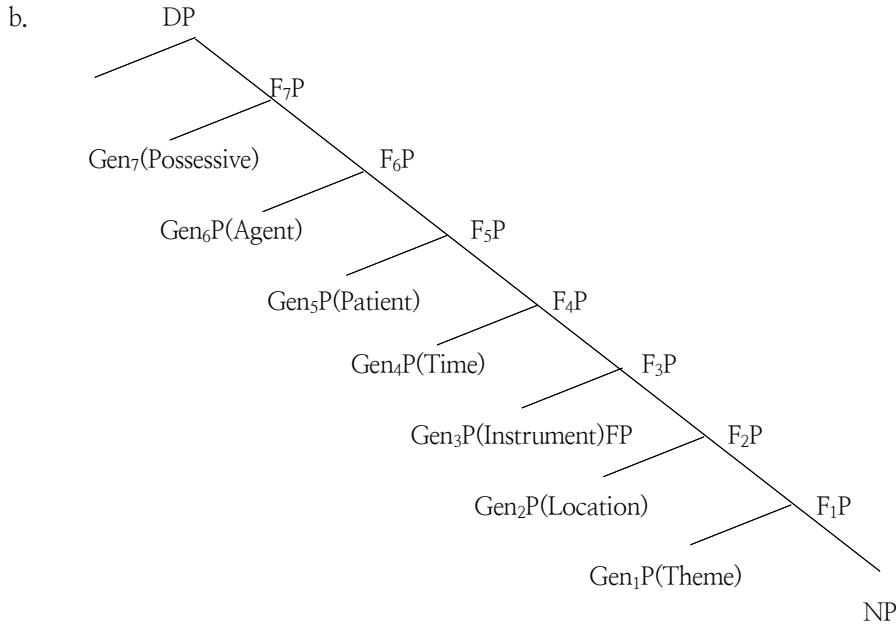 b. DP
F₇P
Gen₇(Possessive) F₆P
Gen₆P(Agent) F₅P
Gen₅P(Patient) F₄P
Gen₄P(Time) F₃P
Gen₃P(Instrument)FP F₂P
Gen₂P(Location) F₁P
Gen₁P(Theme)
NP